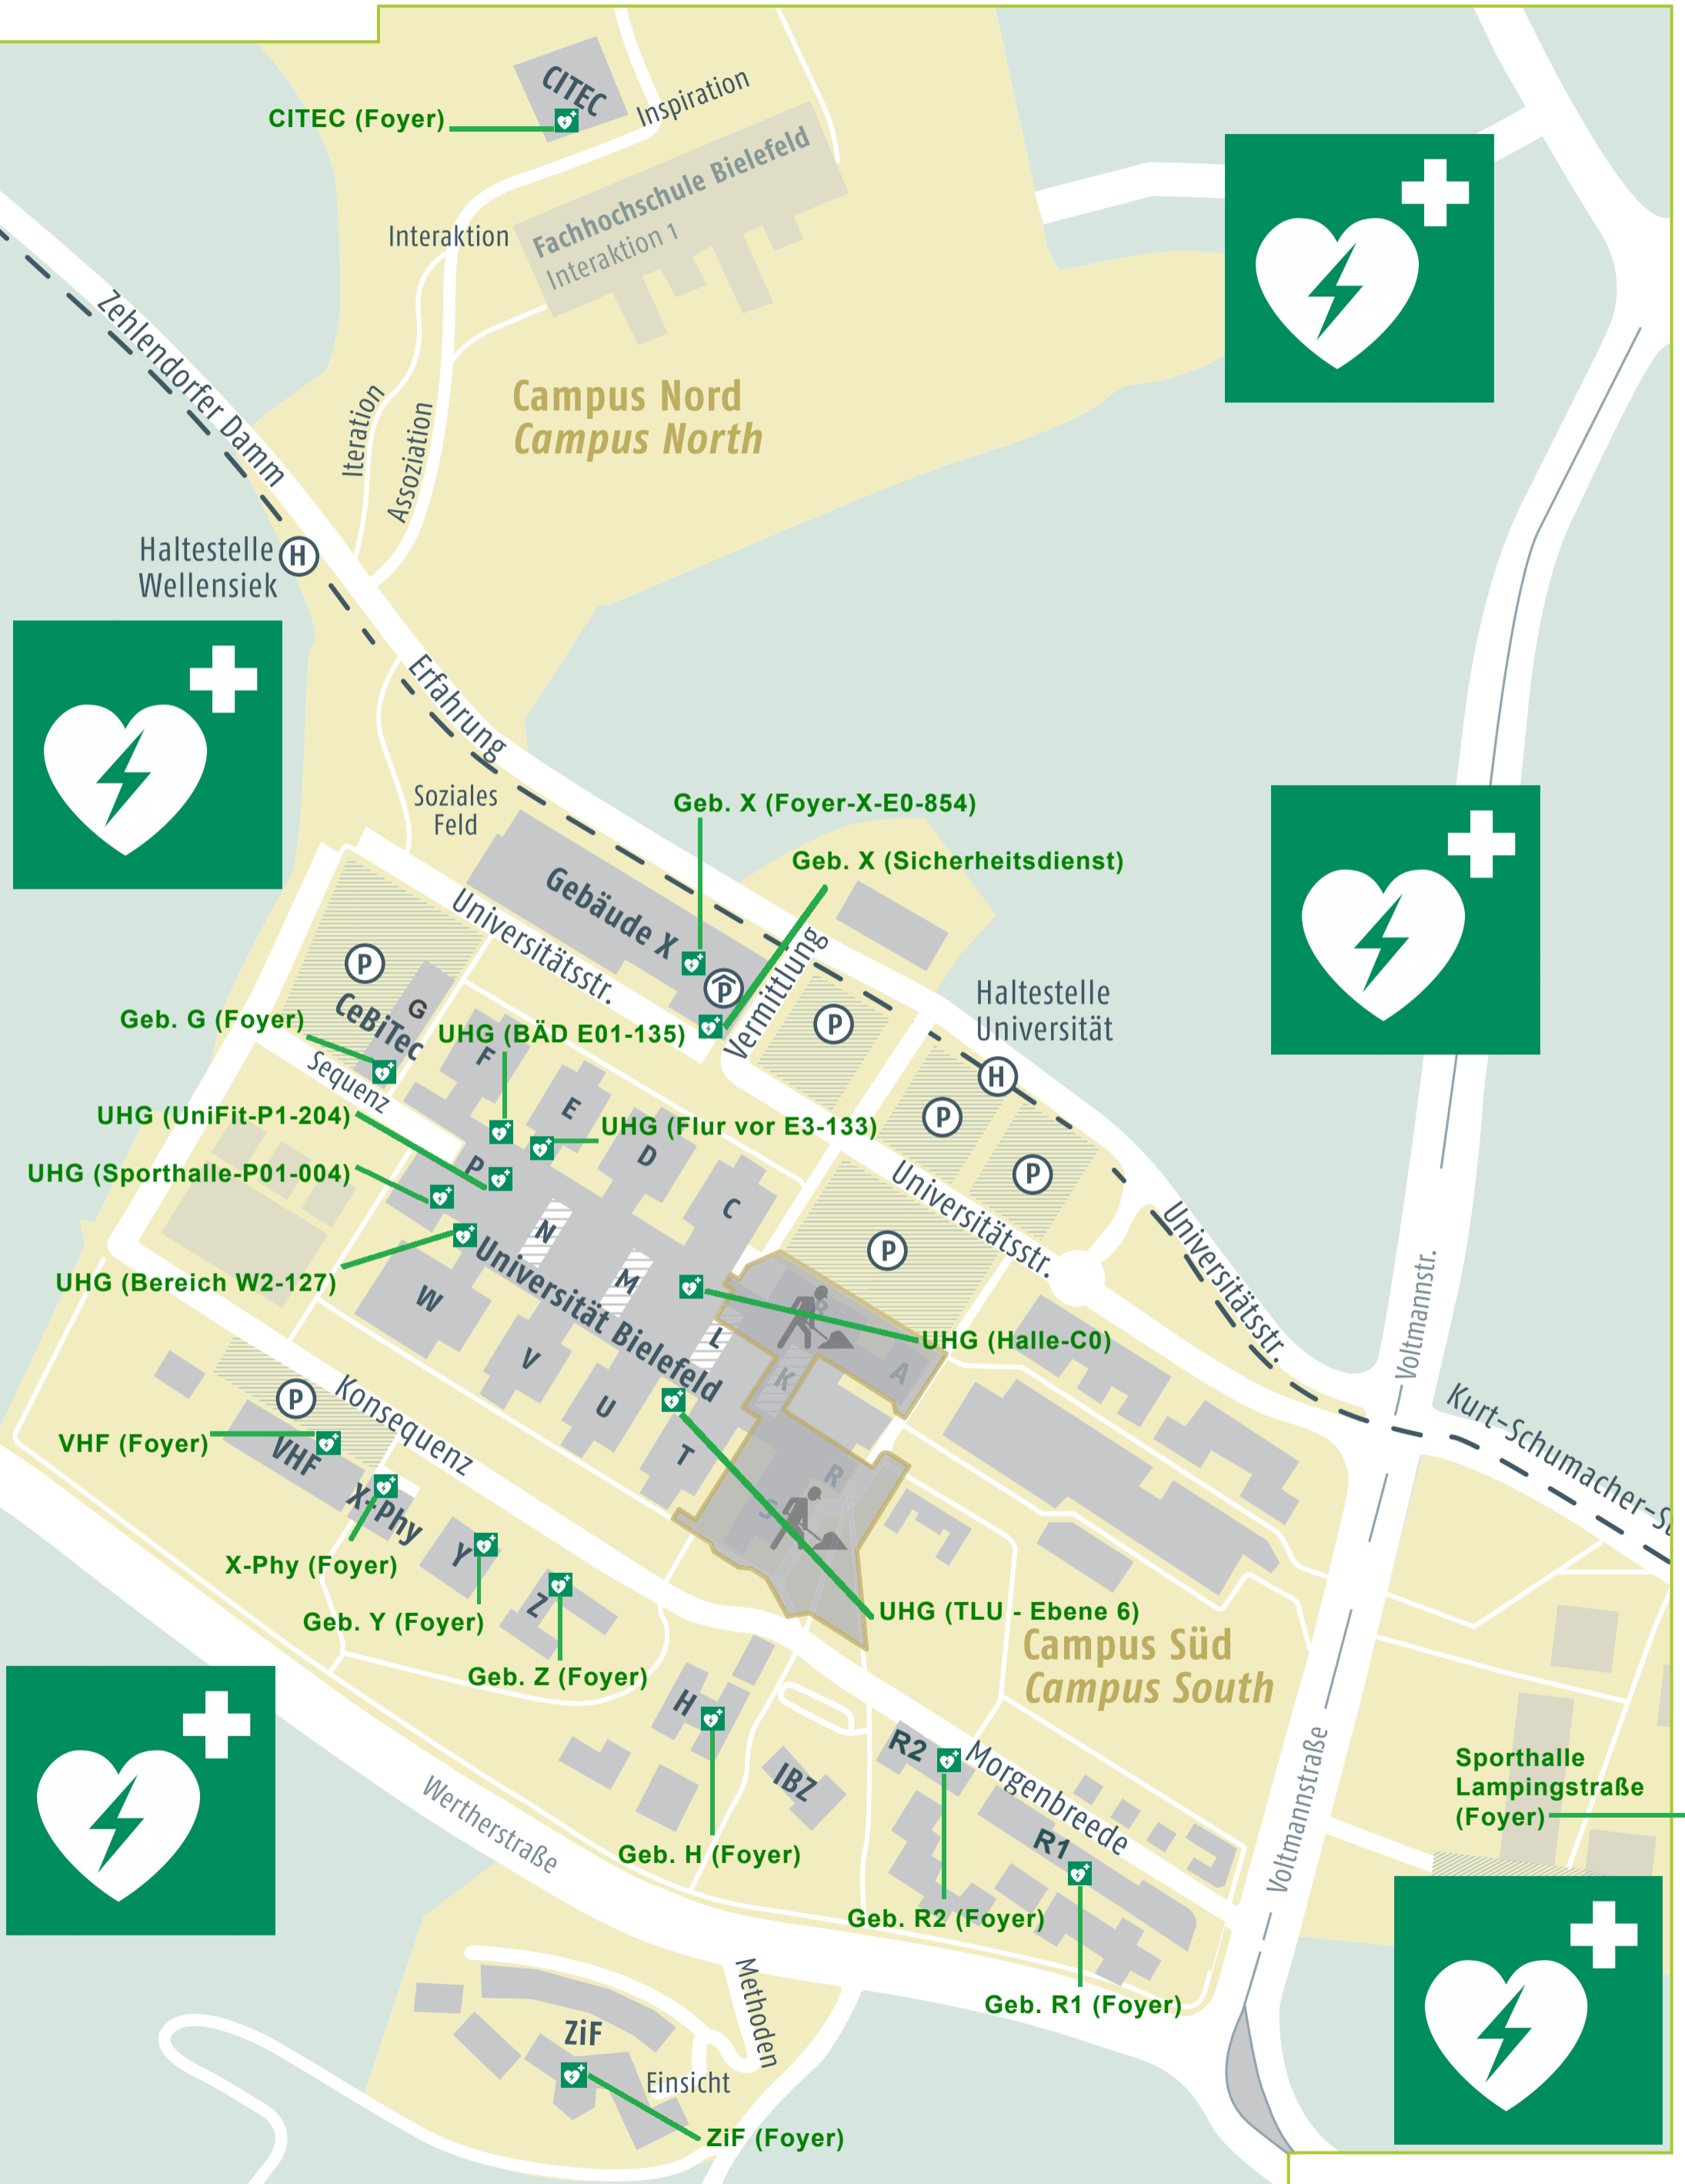 CITEC
CITEC (Foyer)
Inspiration
Fachhochschule Bielefeld
Interaktion 1
Interaktion
Zehlendorfer Damm
Iteration
Assoziation
Campus Nord
Campus North
Haltestelle
Wellensiek
H
Erfahrung
Soziales
Feld
Geb. X (Foyer-X-E0-854)
Geb. X (Sicherheitsdienst)
Gebäude X
Universitätsstr.
Vermittlung
P
P
P
Haltestelle
Universität
H
P
P
P
CeBiTec
G
Geb. G (Foyer)
Sequenz
UHG (BÄD E01-135)
F
E
D
C
UHG (UniFit-P1-204)
UHG (Flur vor E3-133)
UHG (Sporthalle-P01-004)
P
N
M
L
K
B
A
UHG (Bereich W2-127)
Universität Bielefeld
Universitätsstr.
Universitätsstr.
W
V
U
T
S
R
UHG (Halle-C0)
Voltmannstr.
Kurt-Schumacher-St
P
Konsequenz
VHF (Foyer)
VHF
X-Phy
X-Phy (Foyer)
Y
Geb. Y (Foyer)
Z
Geb. Z (Foyer)
UHG (TLU - Ebene 6)
Campus Süd
Campus South
H
IBZ
Geb. H (Foyer)
R2
Morgenbreede
R1
Geb. R2 (Foyer)
Geb. R1 (Foyer)
Voltmannstraße
Sporthalle
Lampingstraße
(Foyer)
Wertherstraße
Methoden
ZiF
Einsicht
ZiF (Foyer)